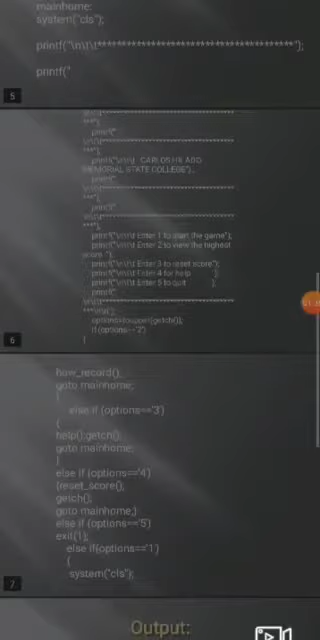 mainhome:
system("cls");
printf("\n\t\t**************************************");
printf("
5
***");
printf("
***");
printf("\n\t\t CARLOS HILADO
MEMORIAL STATE COLLEGE");
printf("
***");
printf("
***");
printf("\n\t\t Enter 1 to start the game");
printf("\n\t\t Enter 2 to view the highest
score ");
printf("\n\t\t Enter 3 to reset score");
printf("\n\t\t Enter 4 for help ");
printf("\n\t\t Enter 5 to quit ");
printf("
options=toupper(getch());
if (options=='2')
{
6
how_record();
goto mainhome;
}
else if (options=='3')
{
help();getch();
goto mainhome;
}
else if (options=='4')
{reset_score();
getch();
goto mainhome;}
else if (options=='5')
exit(1);
else if(options=='1')
{
system("cls");
7
Output: